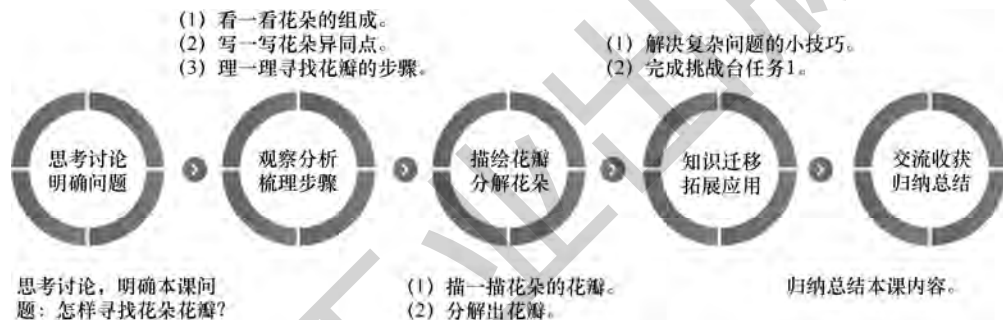 (1) 看一看花朵的组成。
(2) 写一写花朵异同点。
(3) 理一理寻找花瓣的步骤。
(1) 解决复杂问题的小技巧。
(2) 完成挑战台任务1。
思考讨论
明确问题
观察分析
梳理步骤
描绘花瓣
分解花朵
知识迁移
拓展应用
交流收获
归纳总结
思考讨论，明确本课问
题：怎样寻找花朵花瓣？
(1) 描一描花朵的花瓣。
(2) 分解出花瓣。
归纳总结本课内容。